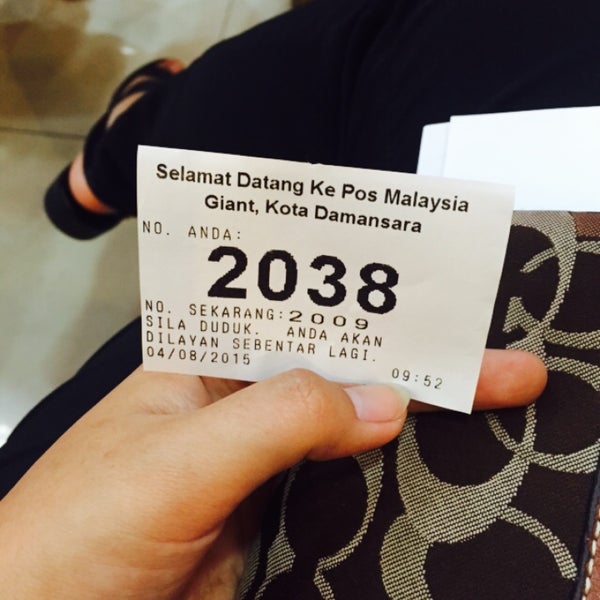 Selamat Datang Ke Pos Malaysia
Giant, Kota Damansara
NO. ANDA:
2038
NO. SEKARANG:2009
SILA DUDUK. ANDA AKAN
DILAYAN SEBENTAR LAGI.
04/08/2015 09:52